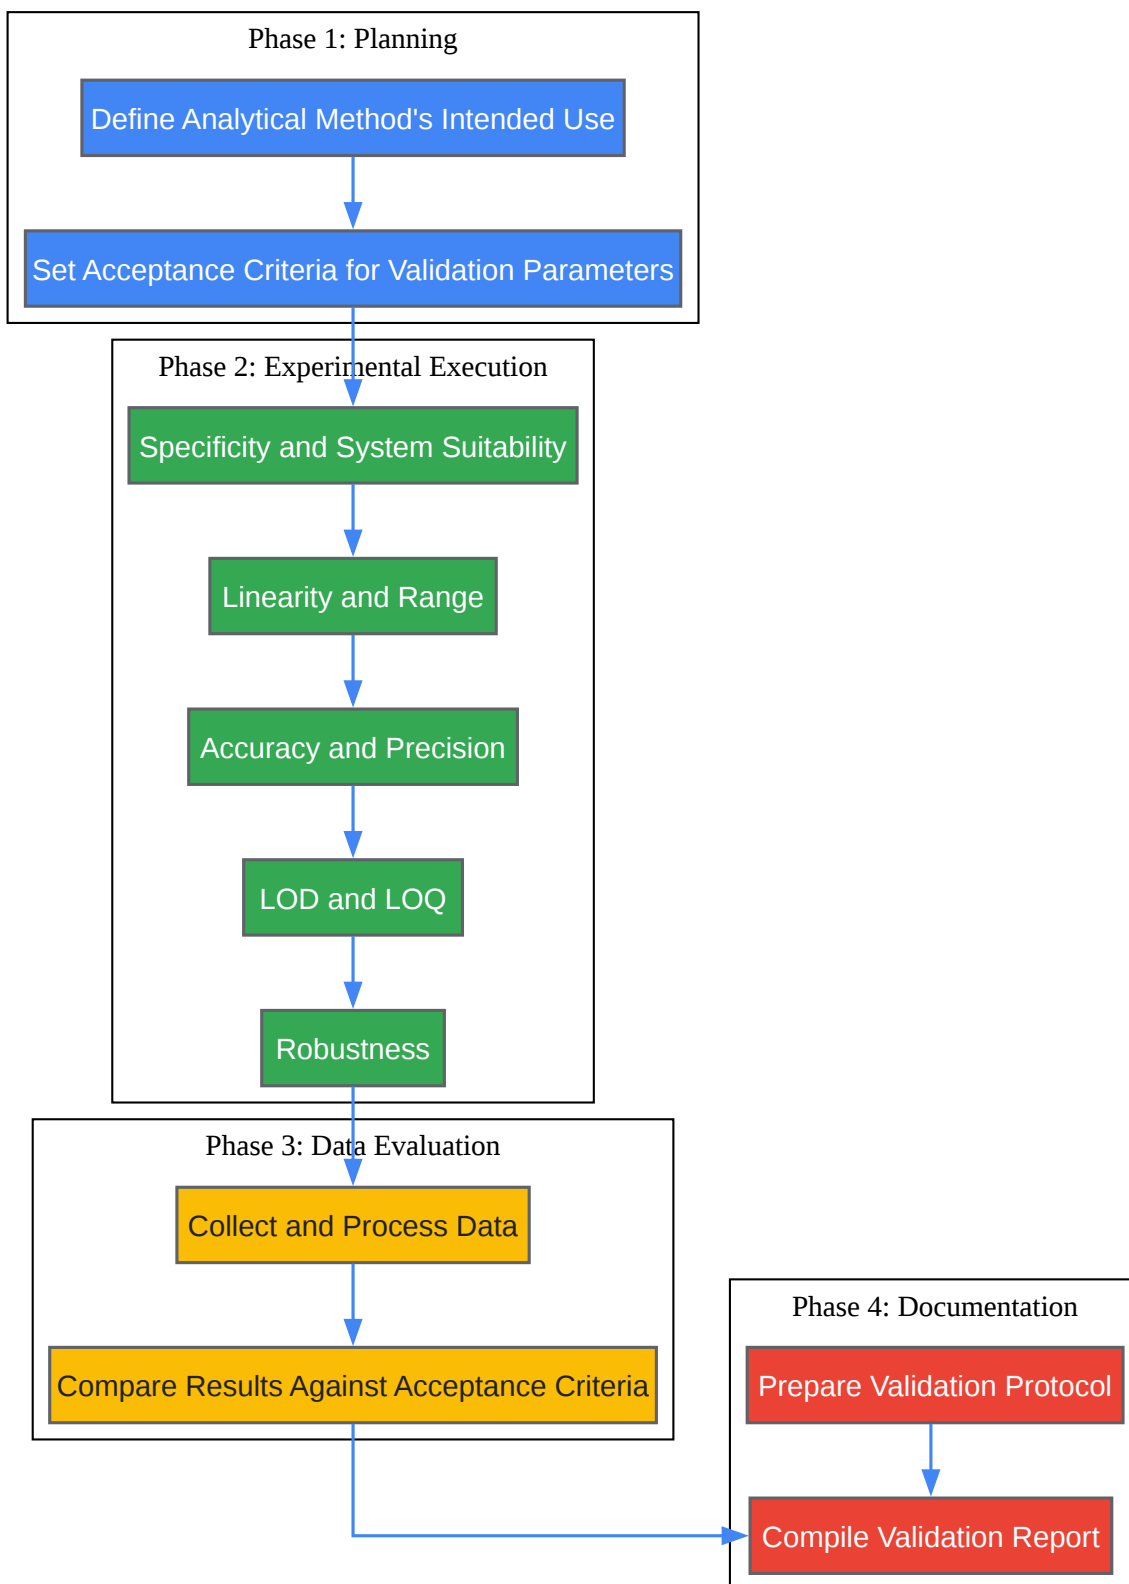 Phase 1: Planning
Define Analytical Method's Intended Use
Set Acceptance Criteria for Validation Parameters
Phase 2: Experimental Execution
Specificity and System Suitability
Linearity and Range
Accuracy and Precision
LOD and LOQ
Robustness
Phase 3: Data Evaluation
Collect and Process Data
Compare Results Against Acceptance Criteria
Phase 4: Documentation
Prepare Validation Protocol
Compile Validation Report